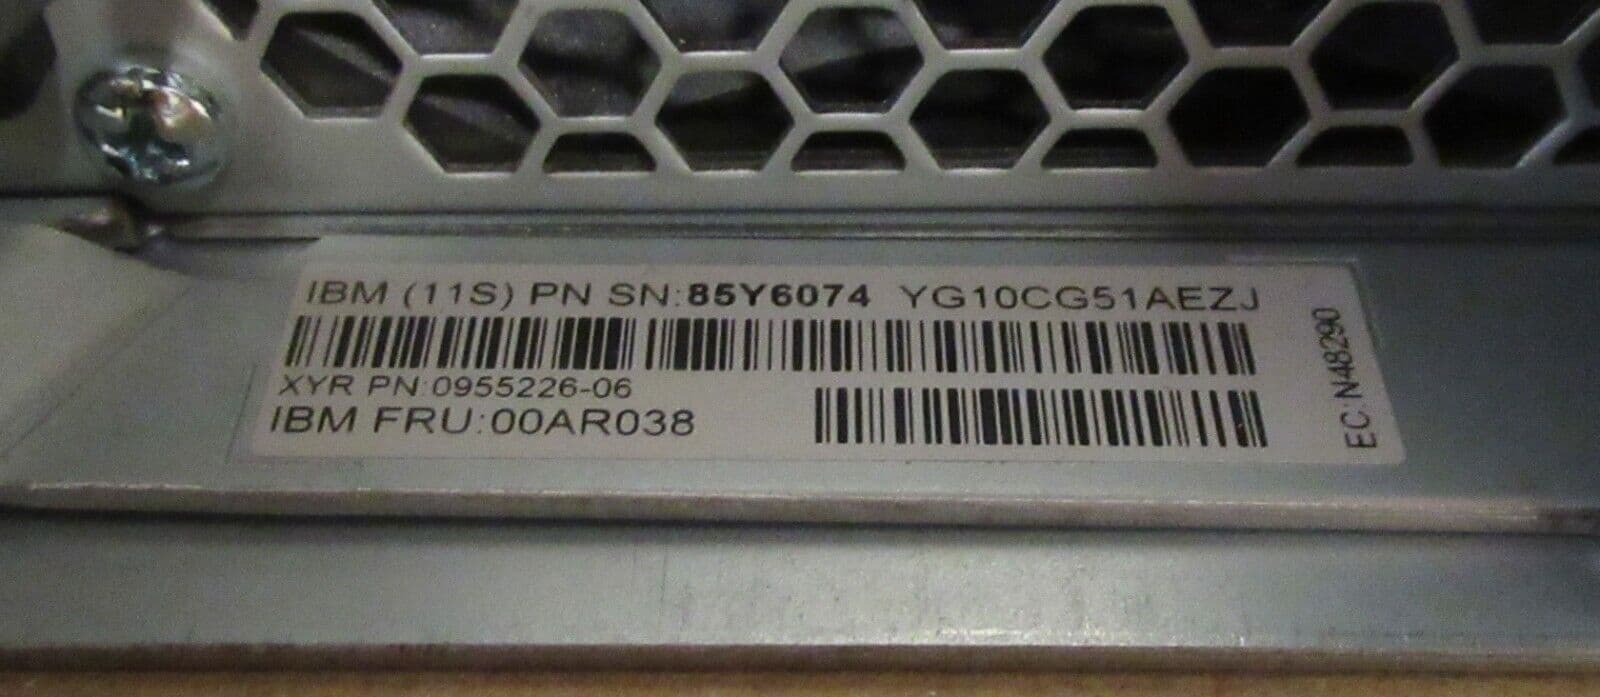 IBM (11S) PN SN:85Y6074 YG10CG51AEZJ
XYR PN:0955226-06
IBM FRU:00AR038
EC:N48290